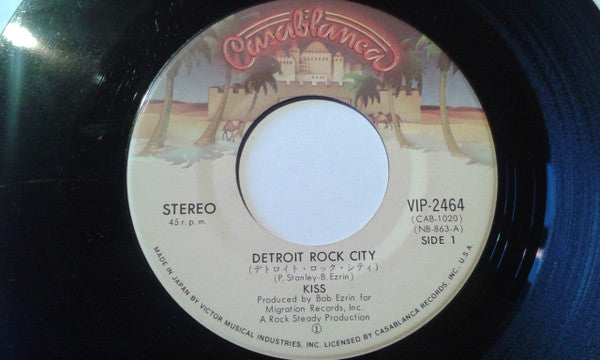 Casablanca
STEREO
45 r.p.m.
VIP-2464
(CAB-1020)
(NB-863-A)
SIDE 1
DETROIT ROCK CITY
(デトロイト・ロック・シティ)
(P. Stanley-B. Ezrin)
KISS
Produced by Bob Ezrin for
Migration Records, Inc.
A Rock Steady Production
1
MADE IN JAPAN BY VICTOR MUSICAL INDUSTRIES, INC. LICENSED BY CASABLANCA RECORDS, INC. U.S.A.